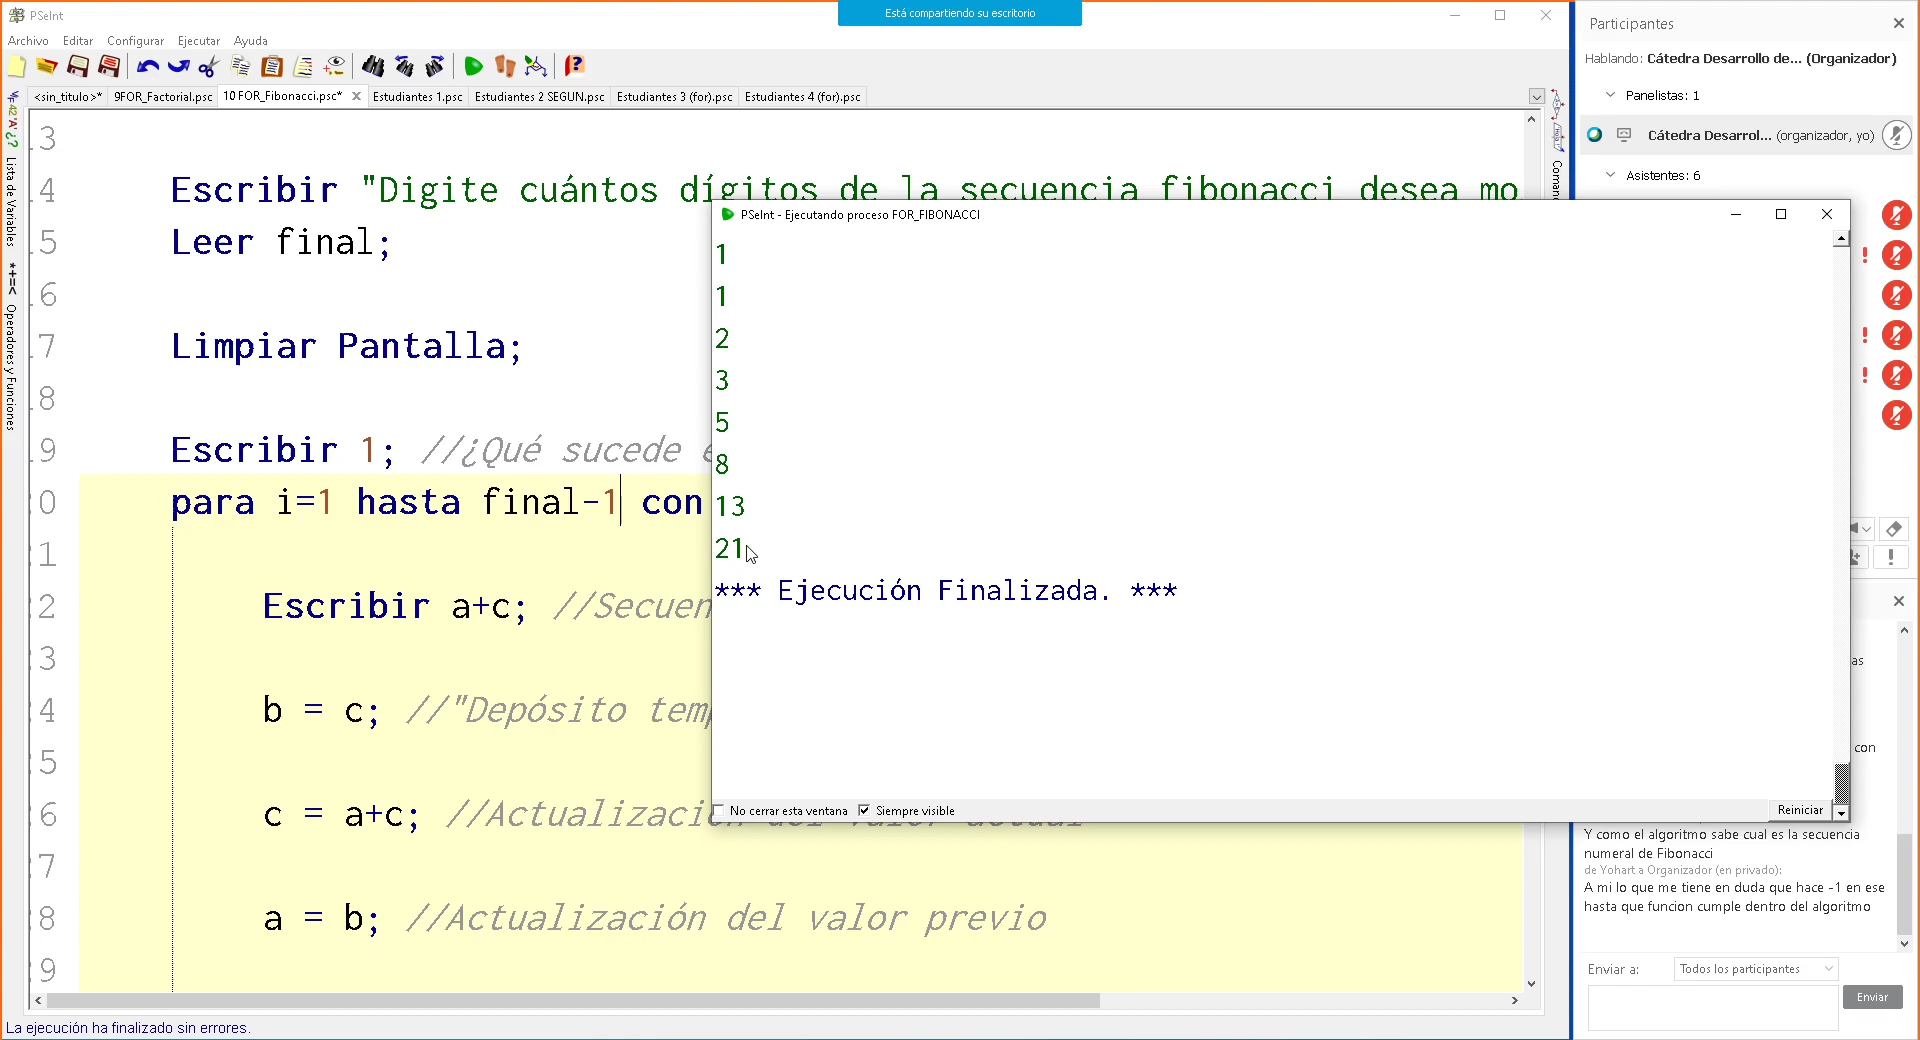 PSeInt
Está compartiendo su escritorio
Archivo Editar Configurar Ejecutar Ayuda
<sin_titulo>* 9FOR_Factorial.psc 10 FOR_Fibonacci.psc* Estudiantes 1.psc Estudiantes 2 SEGUN.psc Estudiantes 3 (for).psc Estudiantes 4 (for).psc
Lista de Variables
Operadores y Funciones
3
4 Escribir "Digite cuántos dígitos de la secuencia fibonacci desea mo
5 Leer final;
6
7 Limpiar Pantalla;
8
9 Escribir 1; //¿Qué sucede
0 para i=1 hasta final-1 con
1
2 Escribir a+c; //Secuen
3
4 b = c; //"Depósito tem
5
6 c = a+c; //Actualización del valor actual
7
8 a = b; //Actualización del valor previo
9
La ejecución ha finalizado sin errores.
PSeInt - Ejecutando proceso FOR_FIBONACCI
1
1
2
3
5
8
13
21
*** Ejecución Finalizada. ***
No cerrar esta ventana Siempre visible Reiniciar
Participantes
Hablando: Cátedra Desarrollo de... (Organizador)
Panelistas: 1
Cátedra Desarrol... (organizador, yo)
Asistentes: 6
as
con
Y como el algoritmo sabe cual es la secuencia
numeral de Fibonacci
de Yohart a Organizador (en privado):
A mi lo que me tiene en duda que hace -1 en ese
hasta que funcion cumple dentro del algoritmo
Enviar a: Todos los participantes
Enviar